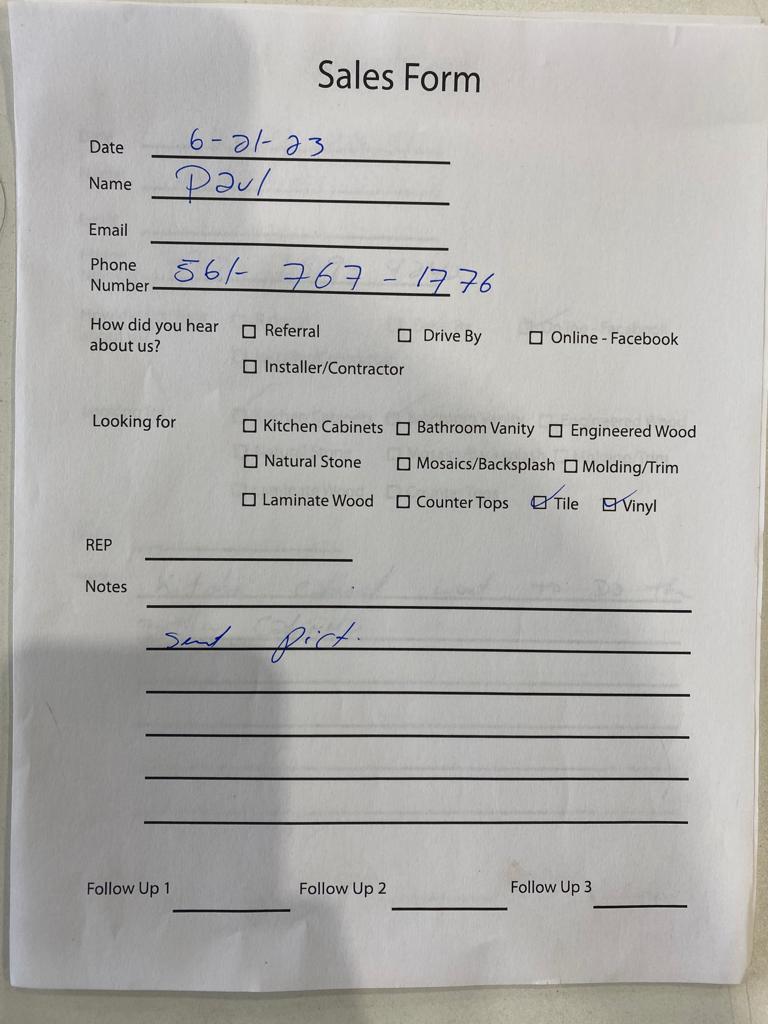 Sales Form
Date 6-21-23
Name Paul
Email
Phone
Number 561- 767 - 1776
How did you hear
about us?
☐ Referral ☐ Drive By ☐ Online - Facebook
☐ Installer/Contractor
Looking for ☐ Kitchen Cabinets ☐ Bathroom Vanity ☐ Engineered Wood
☐ Natural Stone ☐ Mosaics/Backsplash ☐ Molding/Trim
☐ Laminate Wood ☐ Counter Tops ☑ Tile ☑ Vinyl
REP
Notes
Send pict.
Follow Up 1 Follow Up 2 Follow Up 3